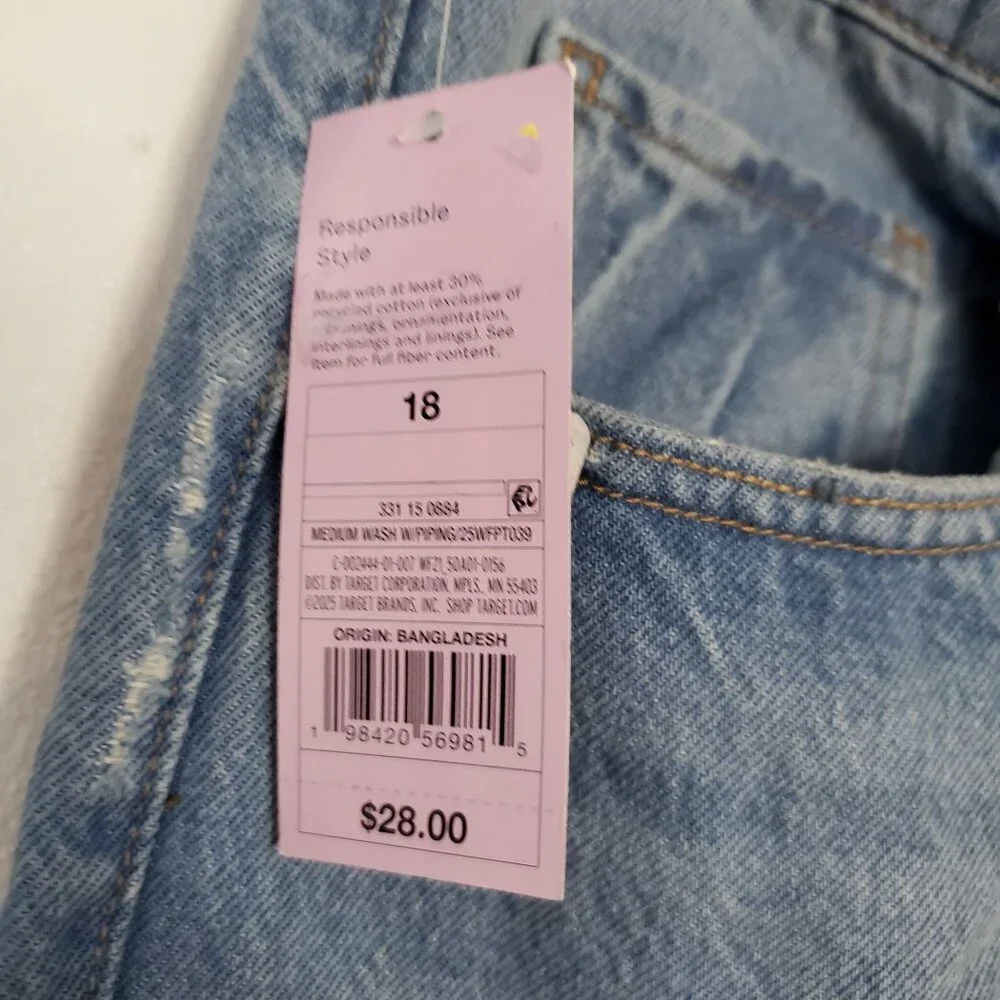 Responsible
Style
Made with at least 30%
recycled cotton (exclusive of
trimmings, ornamentation,
interlinings and linings). See
item for full fiber content.
18
331 15 0884
MEDIUM WASH W/PIPING/25WFPT039
C-002444-01-007 MFZ1_50A01-0156
DIST. BY TARGET CORPORATION, MPLS., MN 55403
©2025 TARGET BRANDS, INC. SHOP TARGET.COM
ORIGIN: BANGLADESH
1 98420 56981 5
$28.00